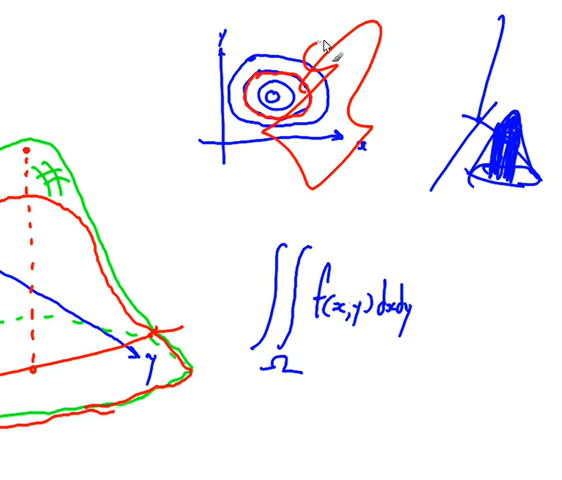 y
x
∬ f(x,y) dxdy
Ω
y